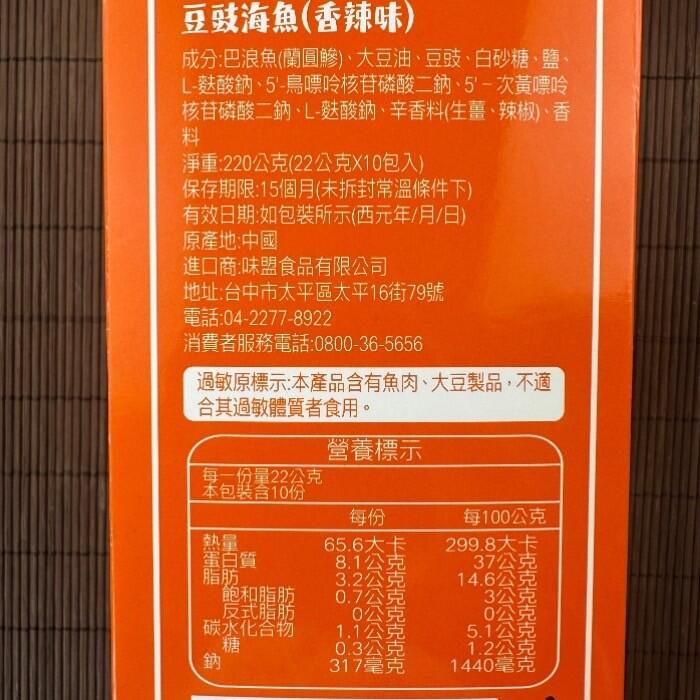 豆豉海魚(香辣味)
成分:巴浪魚(蘭圓鰺)、大豆油、豆豉、白砂糖、鹽、
L-麩酸鈉、5'-鳥嘌呤核苷磷酸二鈉、5'－次黃嘌呤
核苷磷酸二鈉、L-麩酸鈉、辛香料(生薑、辣椒)、香
料
淨重:220公克(22公克X10包入)
保存期限:15個月(未拆封常溫條件下)
有效日期:如包裝所示(西元年/月/日)
原產地:中國
進口商:味盟食品有限公司
地址:台中市太平區太平16街79號
電話:04-2277-8922
消費者服務電話:0800-36-5656
過敏原標示:本產品含有魚肉、大豆製品，不適
合其過敏體質者食用。
營養標示
每一份量22公克
本包裝含10份
每份 每100公克
熱量 65.6大卡 299.8大卡
蛋白質 8.1公克 37公克
脂肪 3.2公克 14.6公克
飽和脂肪 0.7公克 3公克
反式脂肪 0公克 0公克
碳水化合物 1.1公克 5.1公克
糖 0.3公克 1.2公克
鈉 317毫克 1440毫克